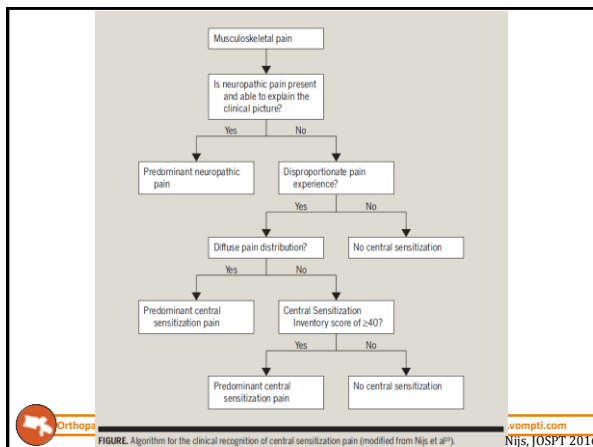 Musculoskeletal pain
Is neuropathic pain present
and able to explain the
clinical picture?
Yes No
Predominant neuropathic
pain
Disproportionate pain
experience?
Yes No
Diffuse pain distribution?
No central sensitization
Yes No
Predominant central
sensitization pain
Central Sensitization
Inventory score of ≥40?
Yes No
Predominant central
sensitization pain
No central sensitization
Orthopa
.vompti.com
FIGURE. Algorithm for the clinical recognition of central sensitization pain (modified from Nijs et al).
Nijs, JOSPT 2016